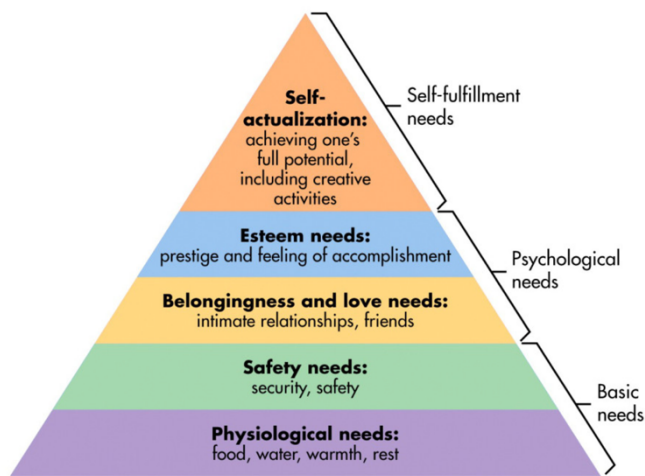 Self-
actualization:
achieving one's
full potential,
including creative
activities
Self-fulfillment
needs
Esteem needs:
prestige and feeling of accomplishment
Psychological
needs
Belongingness and love needs:
intimate relationships, friends
Safety needs:
security, safety
Basic
needs
Physiological needs:
food, water, warmth, rest